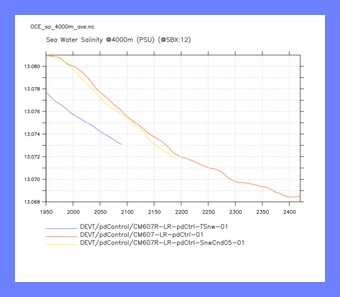 OCE_so_4000m_ave.nc
Sea Water Salinity @4000m (PSU) (@SBX:12)
13.080
13.078
13.076
13.074
13.072
13.070
13.068
1950 2000 2050 2100 2150 2200 2250 2300 2350 2400
DEVT/pdControl/CM607R-LR-pdCtrl-TSnw-01
DEVT/pdControl/CM607-LR-pdCtrl-01
DEVT/pdControl/CM607R-LR-pdCtrl-SnwCnd05-01